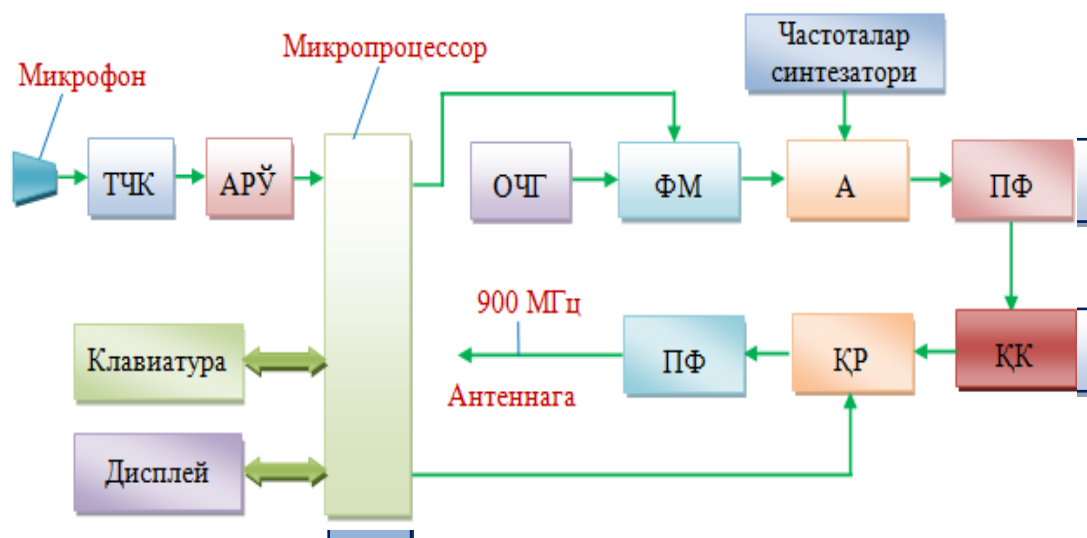 Частоталар
синтезатори
Микропроцессор
Микрофон
ТЧК
АРЎ
ОЧГ
ФМ
А
ПФ
900 МГц
Клавиатура
ПФ
ҚР
ҚК
Антеннага
Дисплей